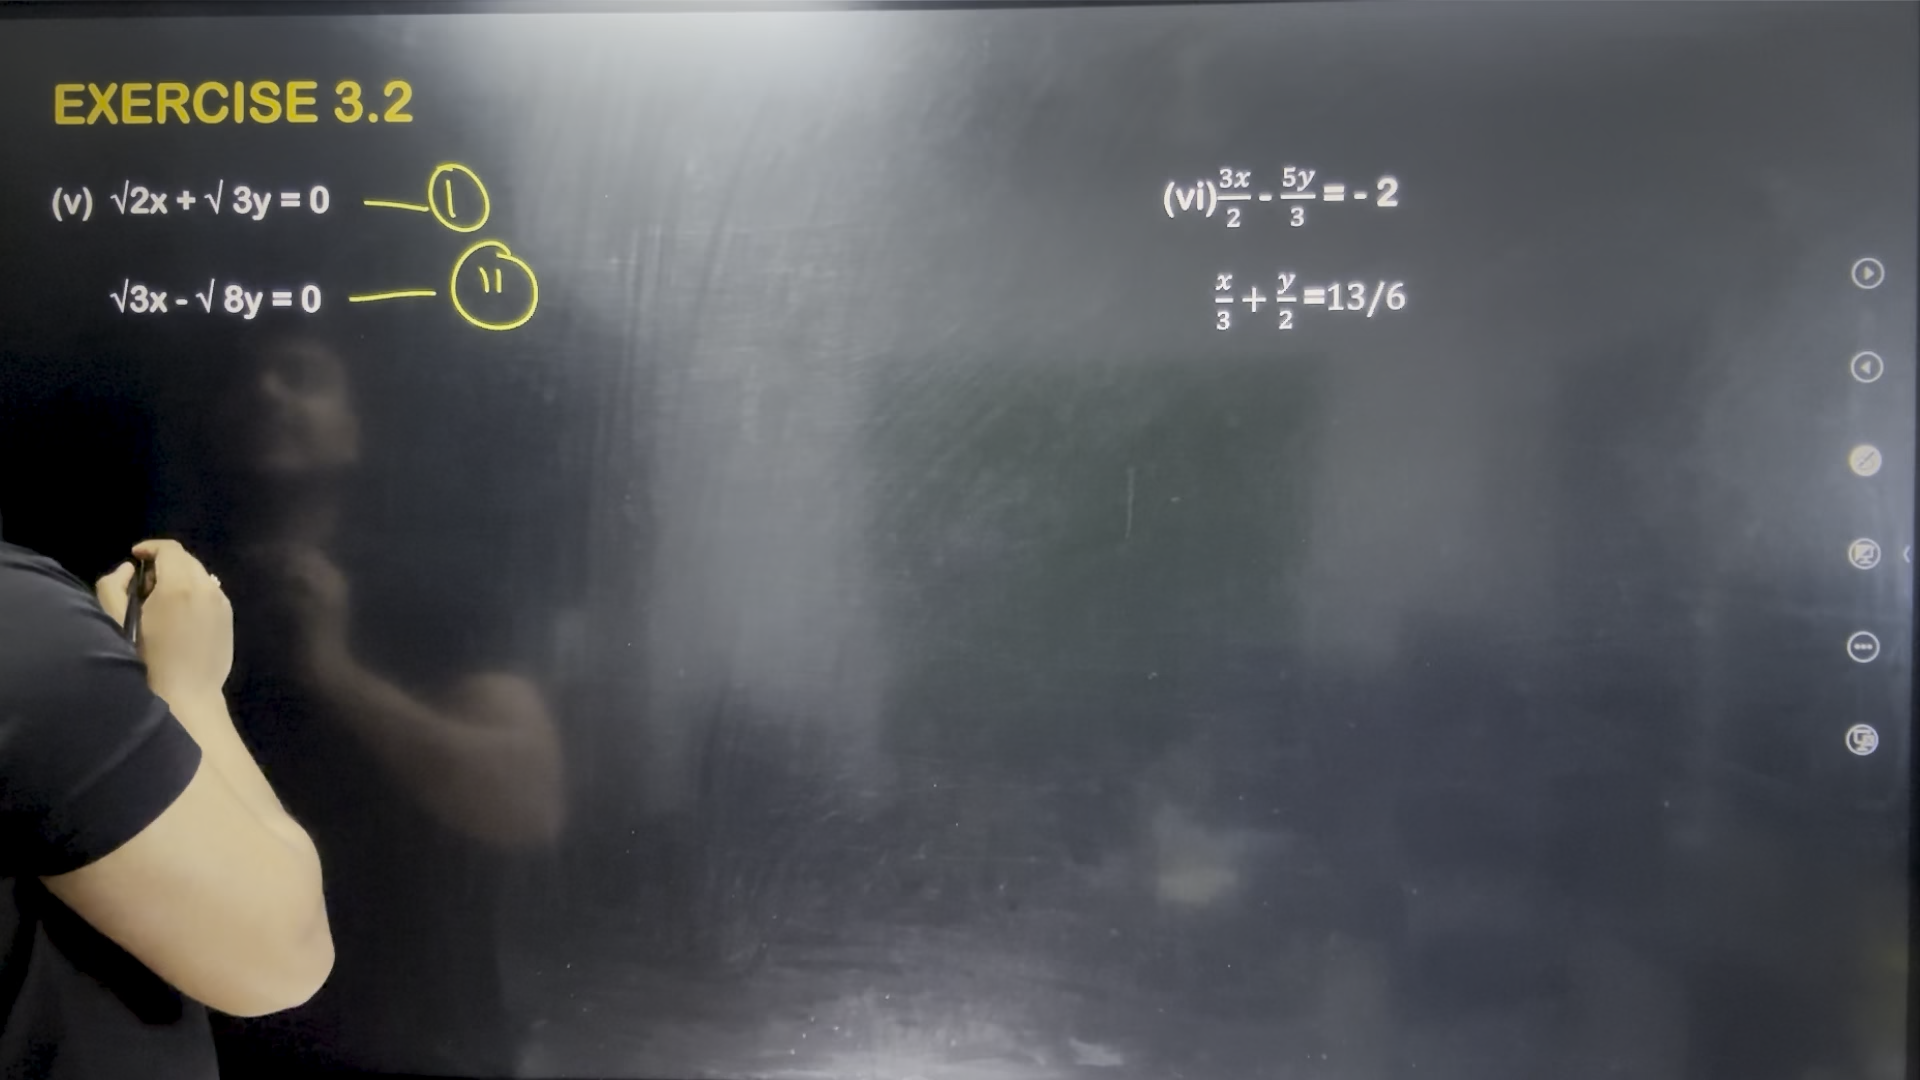 EXERCISE 3.2
(v) √2x + √ 3y = 0 — I
√3x - √ 8y = 0 — II
(vi) 3x/2 - 5y/3 = - 2
x/3 + y/2 =13/6